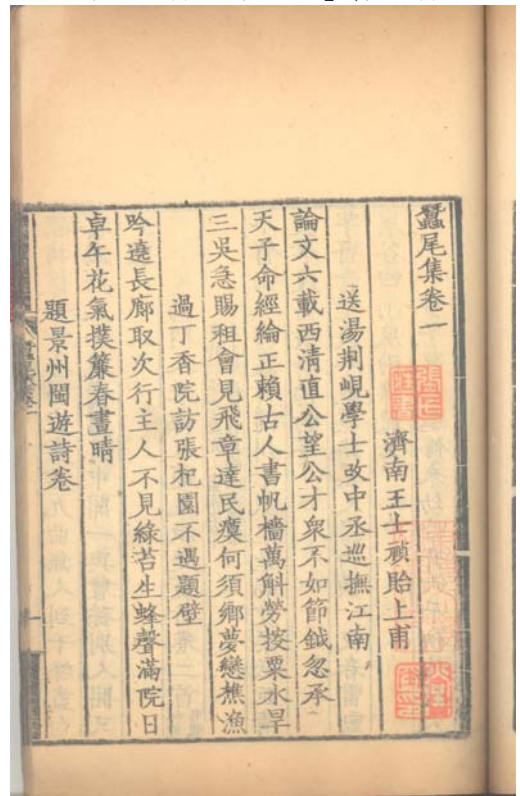 蠶尾集卷一
濟南王士禎貽上甫
送湯荆峴學士改中丞巡撫江南
論文六載西清直公望公才衆不如節鉞忽承
天子命經綸正賴古人書帆檣萬斛勞挍粟水旱
三吳急賜租會見飛章達民瘼何須鄉夢戀樵漁
過丁香院訪張杞園不遇題壁
吟遶長廊取次行主人不見綠苔生蜂聲滿院日
卓午花氣撲簾春晝晴
題景州閩遊詩卷